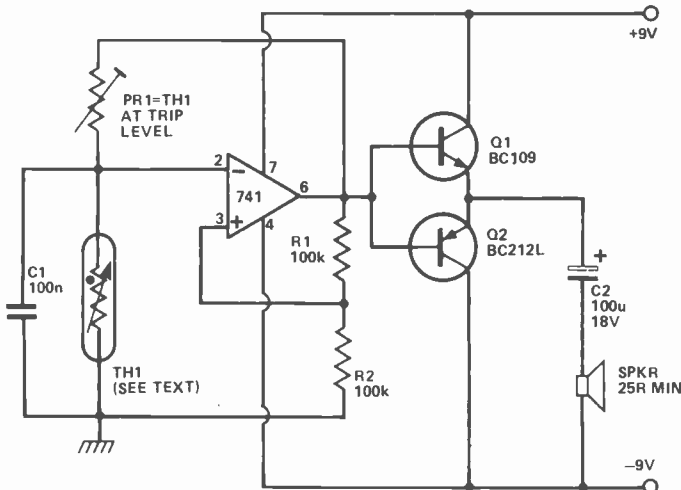 +9V
PR1=TH1
AT TRIP
LEVEL
Q1
BC109
2
−
7
741
6
3
+
4
R1
100k
Q2
BC212L
C1
100n
+
C2
100u
18V
TH1
(SEE TEXT)
R2
100k
SPKR
25R MIN
−9V